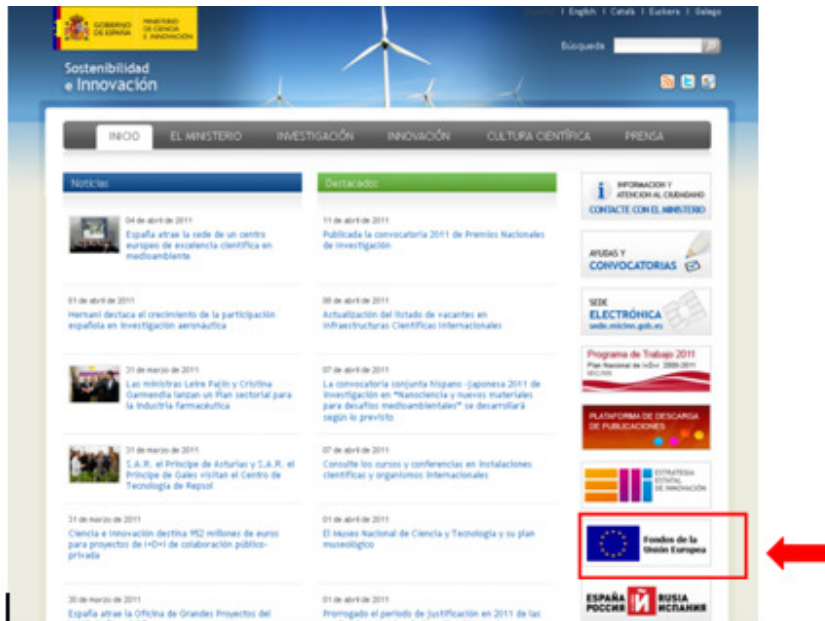 English | Català | Euskera | Galego
GOBIERNO DE ESPAÑA
MINISTERIO DE CIENCIA E INNOVACIÓN
Búsqueda
Sostenibilidad
e Innovación
INICIO EL MINISTERIO INVESTIGACIÓN INNOVACIÓN CULTURA CIENTÍFICA PRENSA
Noticias
04 de abril de 2011
España atrae la sede de un centro
europeo de excelencia científica en
medioambiente
01 de abril de 2011
Hernani destaca el crecimiento de la participación
española en investigación aeronáutica
31 de marzo de 2011
Las ministras Leire Pajín y Cristina
Garmendia lanzan un Plan sectorial para
la industria farmacéutica
31 de marzo de 2011
S.A.R. el Príncipe de Asturias y S.A.R. el
Príncipe de Gales visitan el Centro de
Tecnología de Repsol
31 de marzo de 2011
Ciencia e Innovación destina 952 millones de euros
para proyectos de I+D+i de colaboración público-
privada
30 de marzo de 2011
España atrae la Oficina de Grandes Proyectos del
Destacados
11 de abril de 2011
Publicada la convocatoria 2011 de Premios Nacionales
de Investigación
08 de abril de 2011
Actualización del listado de vacantes en
Infraestructuras Científicas Internacionales
07 de abril de 2011
La convocatoria conjunta hispano -japonesa 2011 de
investigación en "Nanociencia y nuevos materiales
para desafíos medioambientales" se desarrollará
según lo previsto
07 de abril de 2011
Consulte los cursos y conferencias en instalaciones
científicas y organismos internacionales
01 de abril de 2011
El Museo Nacional de Ciencia y Tecnología y su plan
museológico
01 de abril de 2011
Prorrogado el periodo de justificación en 2011 de las
INFORMACION Y
ATENCION AL CIUDADANO
CONTACTE CON EL MINISTERIO
AYUDAS Y
CONVOCATORIAS
SEDE
ELECTRÓNICA
sede.micinn.gob.es
Programa de Trabajo 2011
Plan Nacional de I+D+i 2008-2011
PLATAFORMA DE DESCARGA
DE PUBLICACIONES
ESTRATEGIA
ESTATAL
DE INNOVACIÓN
Fondos de la
Unión Europea
ESPAÑA RUSIA
РОССИЯ ИСПАНИЯ